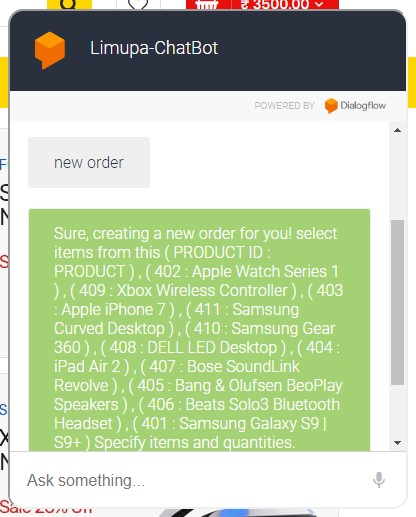 ₹ 3500.00
Limupa-ChatBot
POWERED BY Dialogflow
new order
Sure, creating a new order for you! select
items from this ( PRODUCT ID :
PRODUCT ) , ( 402 : Apple Watch Series 1
) , ( 409 : Xbox Wireless Controller ) , ( 403
: Apple iPhone 7 ) , ( 411 : Samsung
Curved Desktop ) , ( 410 : Samsung Gear
360 ) , ( 408 : DELL LED Desktop ) , ( 404 :
iPad Air 2 ) , ( 407 : Bose SoundLink
Revolve ) , ( 405 : Bang & Olufsen BeoPlay
Speakers ) , ( 406 : Beats Solo3 Bluetooth
Headset ) , ( 401 : Samsung Galaxy S9 |
S9+ ) Specify items and quantities.
Ask something...